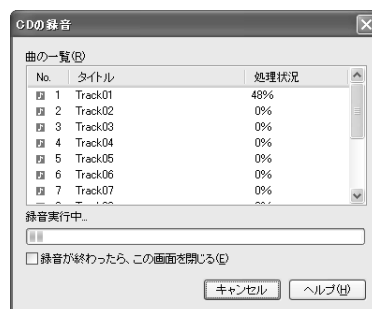 CDの録音
曲の一覧(R)
No. タイトル 処理状況
1 Track01 48%
2 Track02 0%
3 Track03 0%
4 Track04 0%
5 Track05 0%
6 Track06 0%
7 Track07 0%
録音実行中...
録音が終わったら、この画面を閉じる(E)
キャンセル ヘルプ(H)